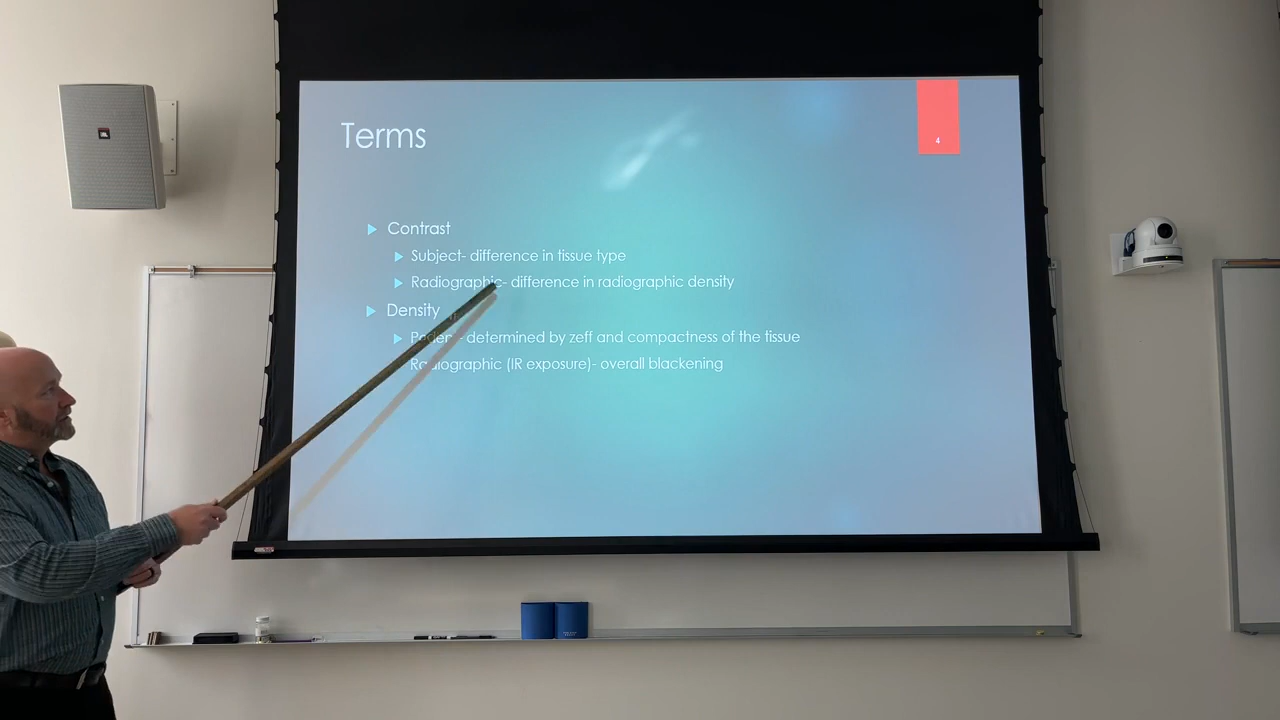 Terms
4
Contrast
Subject- difference in tissue type
Radiographic- difference in radiographic density
Density
- determined by zeff and compactness of the tissue
Radiographic (IR exposure)- overall blackening
JBL